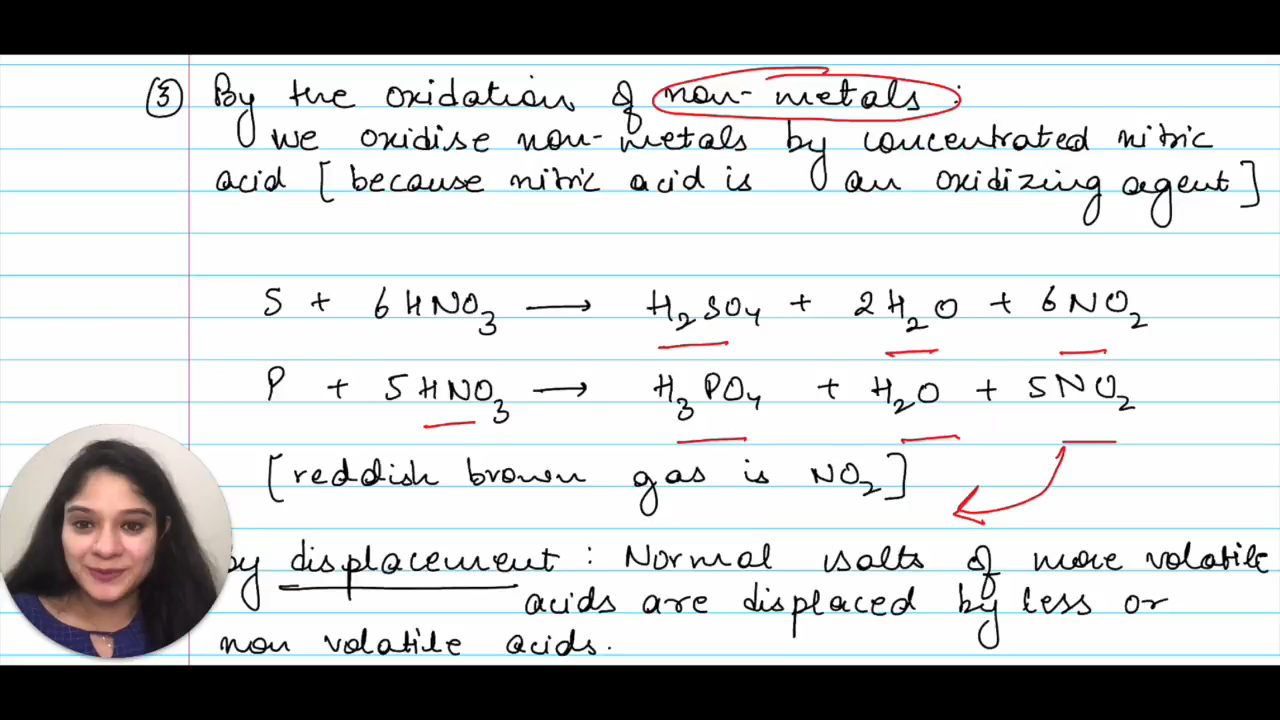 ③ By the oxidation of non-metals :
we oxidise non-metals by concentrated nitric
acid [because nitric acid is an oxidizing agent]
S + 6HNO₃ ⟶ H₂SO₄ + 2H₂O + 6NO₂
P + 5HNO₃ ⟶ H₃PO₄ + H₂O + 5NO₂
[reddish brown gas is NO₂]
By displacement : Normal salts of more volatile
acids are displaced by less or
non volatile acids.